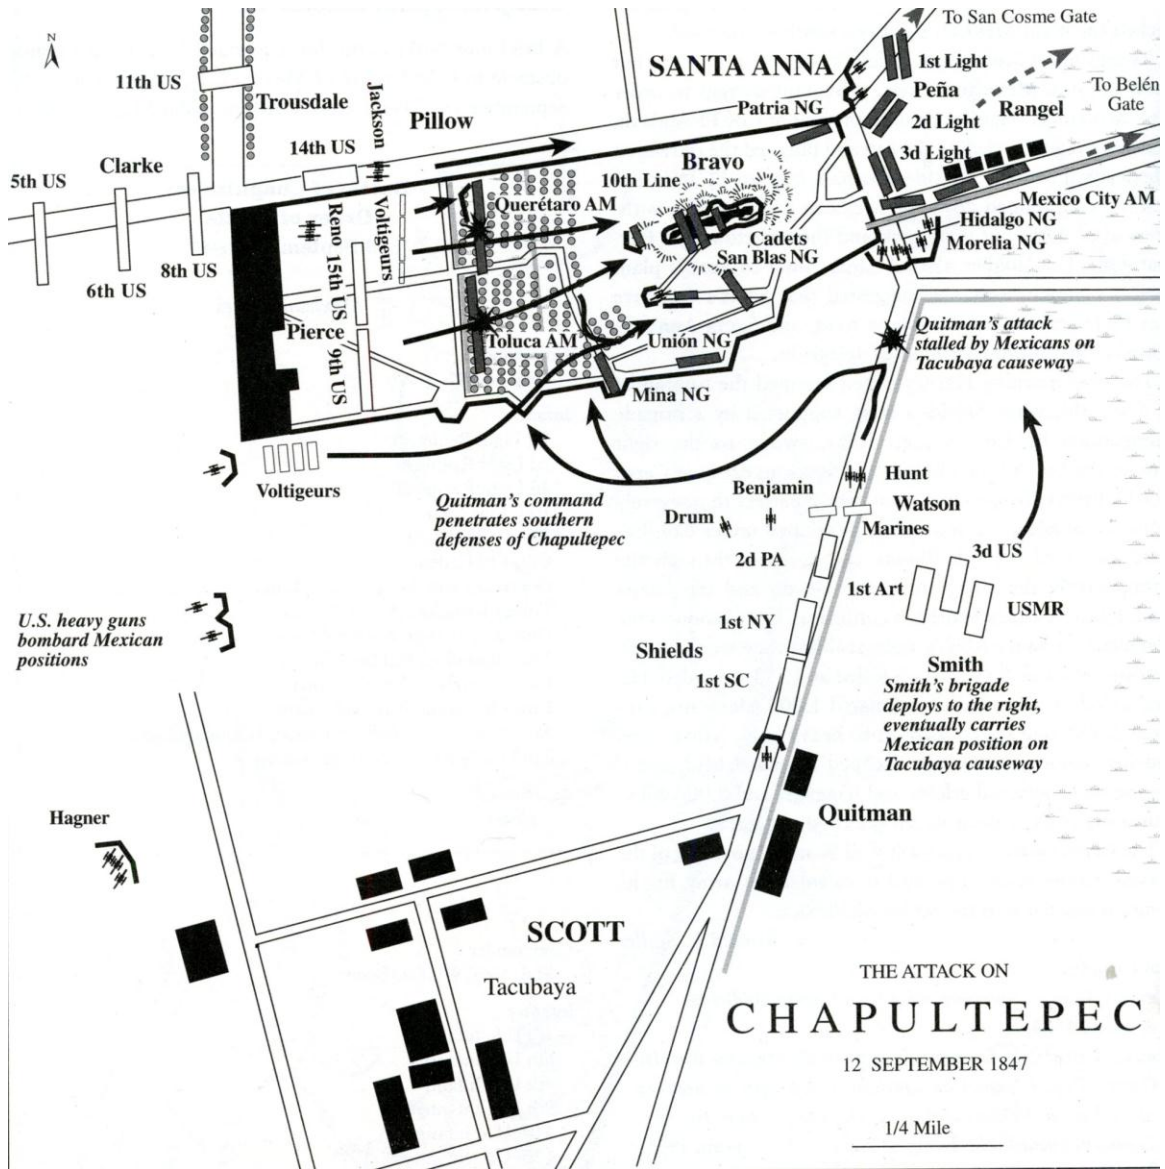 N
To San Cosme Gate
11th US
Trousdale
Jackson
Pillow
SANTA ANNA
1st Light
Peña
Patria NG
2d Light
Rangel
To Belén
Gate
3d Light
14th US
Clarke
5th US
Bravo
10th Line
Querétaro AM
Mexico City AM
Hidalgo NG
Morelia NG
Cadets
San Blas NG
Voltigeurs
Reno
15th US
8th US
6th US
Pierce
9th US
Toluca AM
Unión NG
Mina NG
Quitman's attack
stalled by Mexicans on
Tacubaya causeway
Voltigeurs
Quitman's command
penetrates southern
defenses of Chapultepec
Benjamin
Hunt
Drum
Watson
Marines
2d PA
3d US
1st Art
USMR
1st NY
Shields
1st SC
U.S. heavy guns
bombard Mexican
positions
Smith
Smith's brigade
deploys to the right,
eventually carries
Mexican position on
Tacubaya causeway
Hagner
Quitman
SCOTT
Tacubaya
THE ATTACK ON
CHAPULTEPEC
12 SEPTEMBER 1847
1/4 Mile